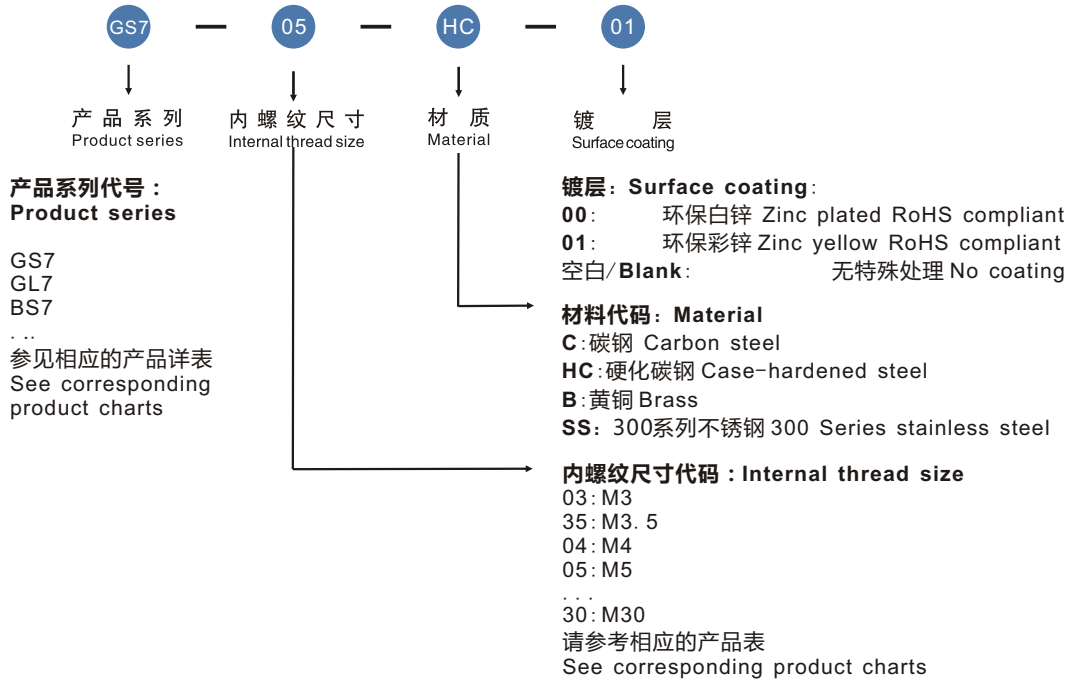 GS7 — 05 — HC — 01
产品系列 内螺纹尺寸 材 质 镀 层
Product series Internal thread size Material Surface coating
产品系列代号：
Product series
GS7
GL7
BS7
...
参见相应的产品详表
See corresponding
product charts
镀层：Surface coating:
00: 环保白锌 Zinc plated RoHS compliant
01: 环保彩锌 Zinc yellow RoHS compliant
空白/Blank: 无特殊处理 No coating
材料代码：Material
C:碳钢 Carbon steel
HC:硬化碳钢 Case-hardened steel
B:黄铜 Brass
SS: 300系列不锈钢 300 Series stainless steel
内螺纹尺寸代码：Internal thread size
03:M3
35:M3.5
04:M4
05:M5
...
30:M30
请参考相应的产品表
See corresponding product charts